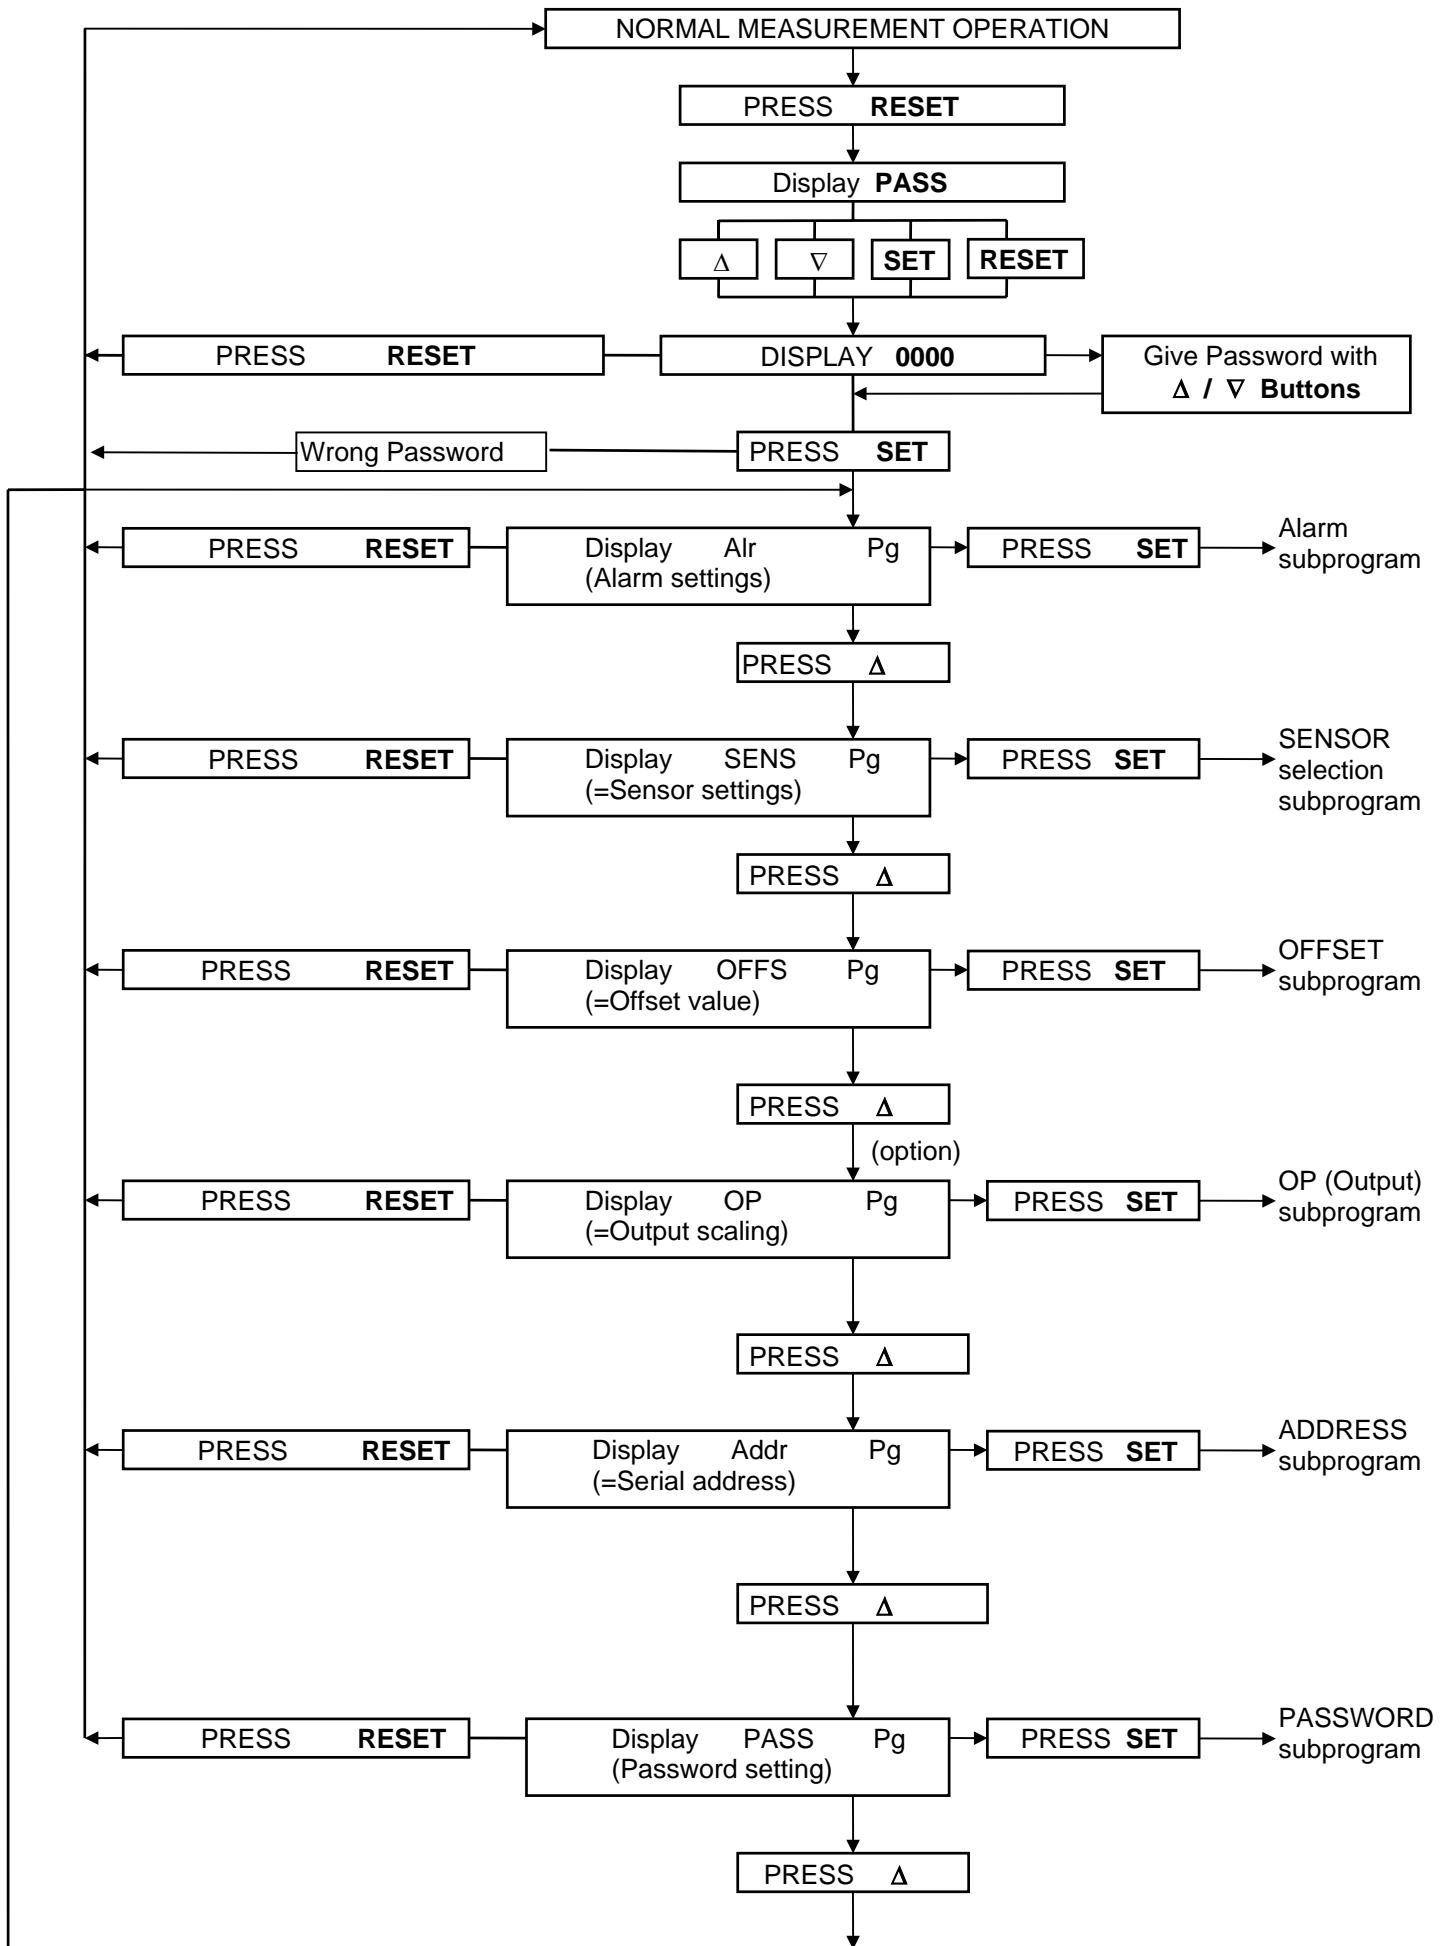 NORMAL MEASUREMENT OPERATION
PRESS RESET
Display PASS
Δ ∇ SET RESET
PRESS RESET
DISPLAY 0000
Give Password with
Δ / ∇ Buttons
Wrong Password
PRESS SET
PRESS RESET
Display Alr Pg
(Alarm settings)
PRESS SET
Alarm
subprogram
PRESS Δ
PRESS RESET
Display SENS Pg
(=Sensor settings)
PRESS SET
SENSOR
selection
subprogram
PRESS Δ
PRESS RESET
Display OFFS Pg
(=Offset value)
PRESS SET
OFFSET
subprogram
PRESS Δ
(option)
PRESS RESET
Display OP Pg
(=Output scaling)
PRESS SET
OP (Output)
subprogram
PRESS Δ
PRESS RESET
Display Addr Pg
(=Serial address)
PRESS SET
ADDRESS
subprogram
PRESS Δ
PRESS RESET
Display PASS Pg
(Password setting)
PRESS SET
PASSWORD
subprogram
PRESS Δ